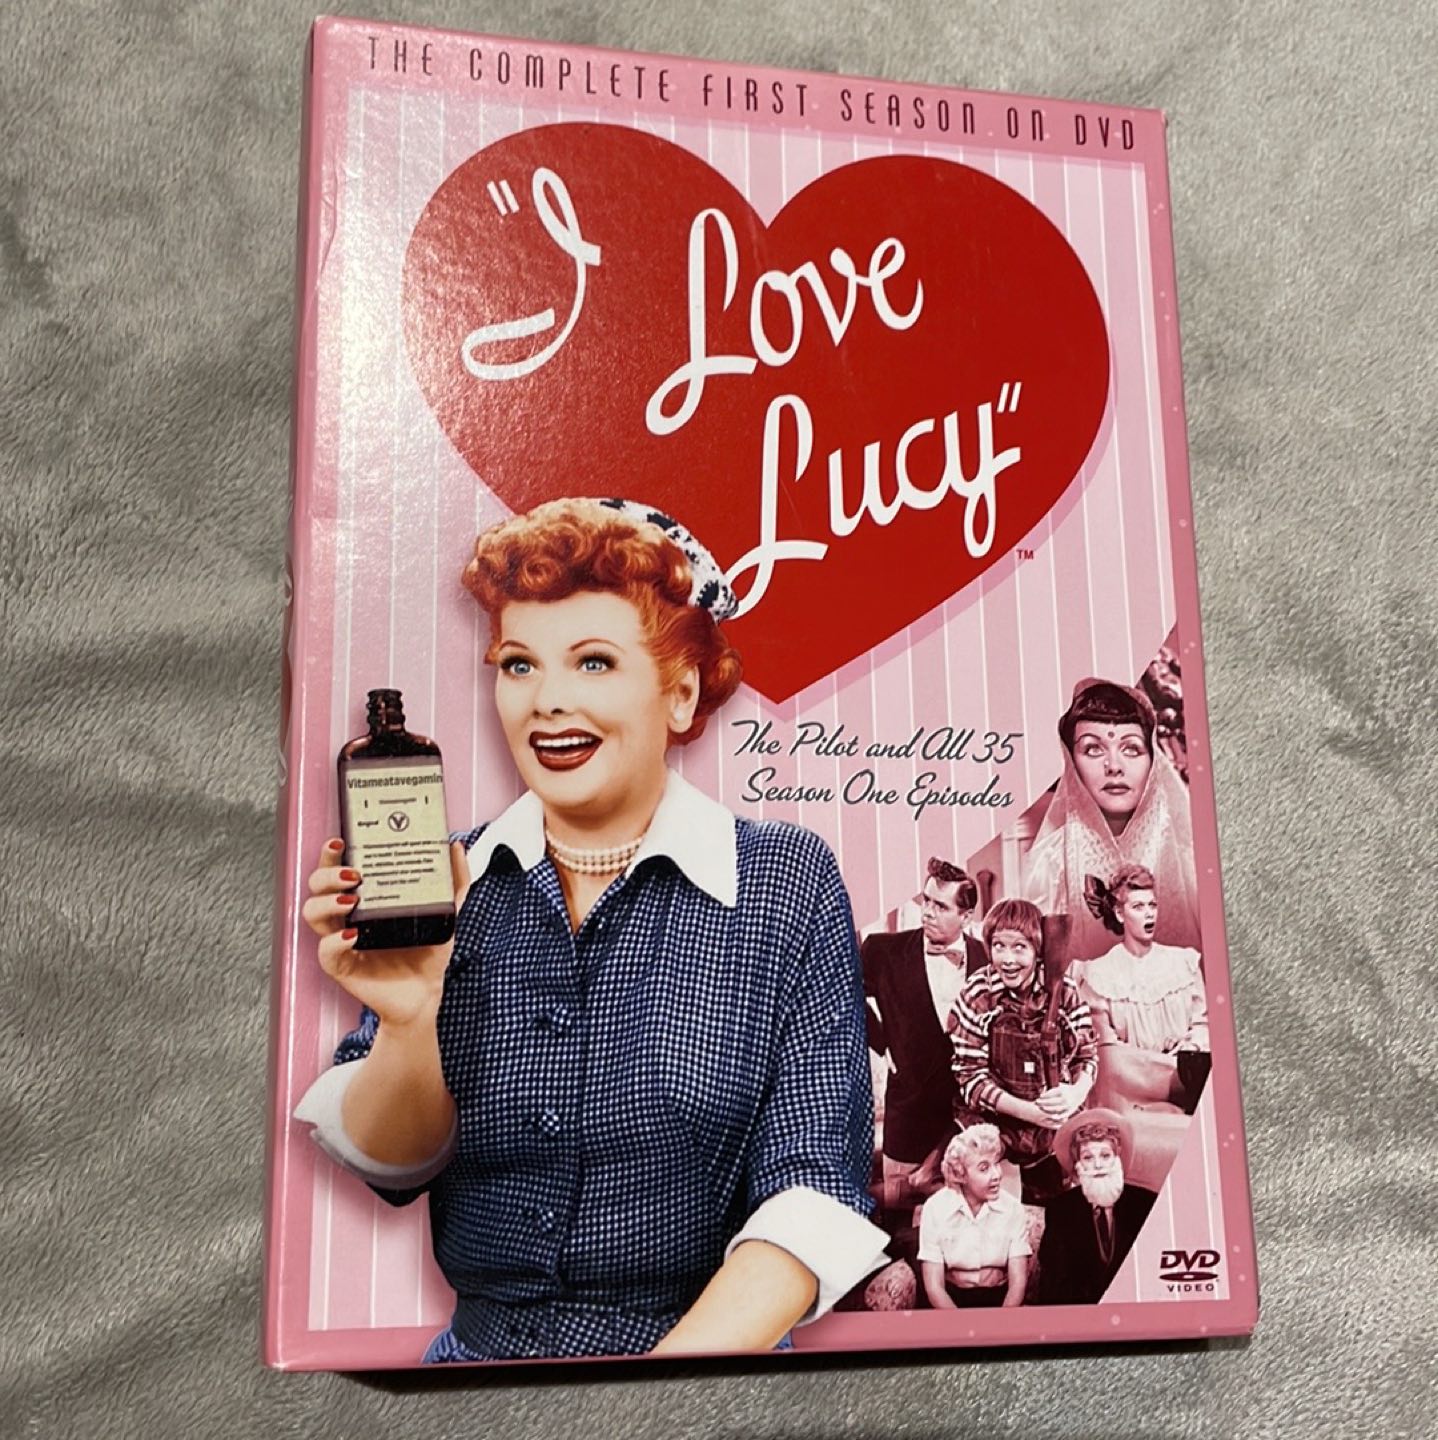 THE COMPLETE FIRST SEASON ON DVD
"I
Love
Lucy"
TM
The Pilot and All 35
Season One Episodes
Vitameatavegamin
V
DVD
VIDEO